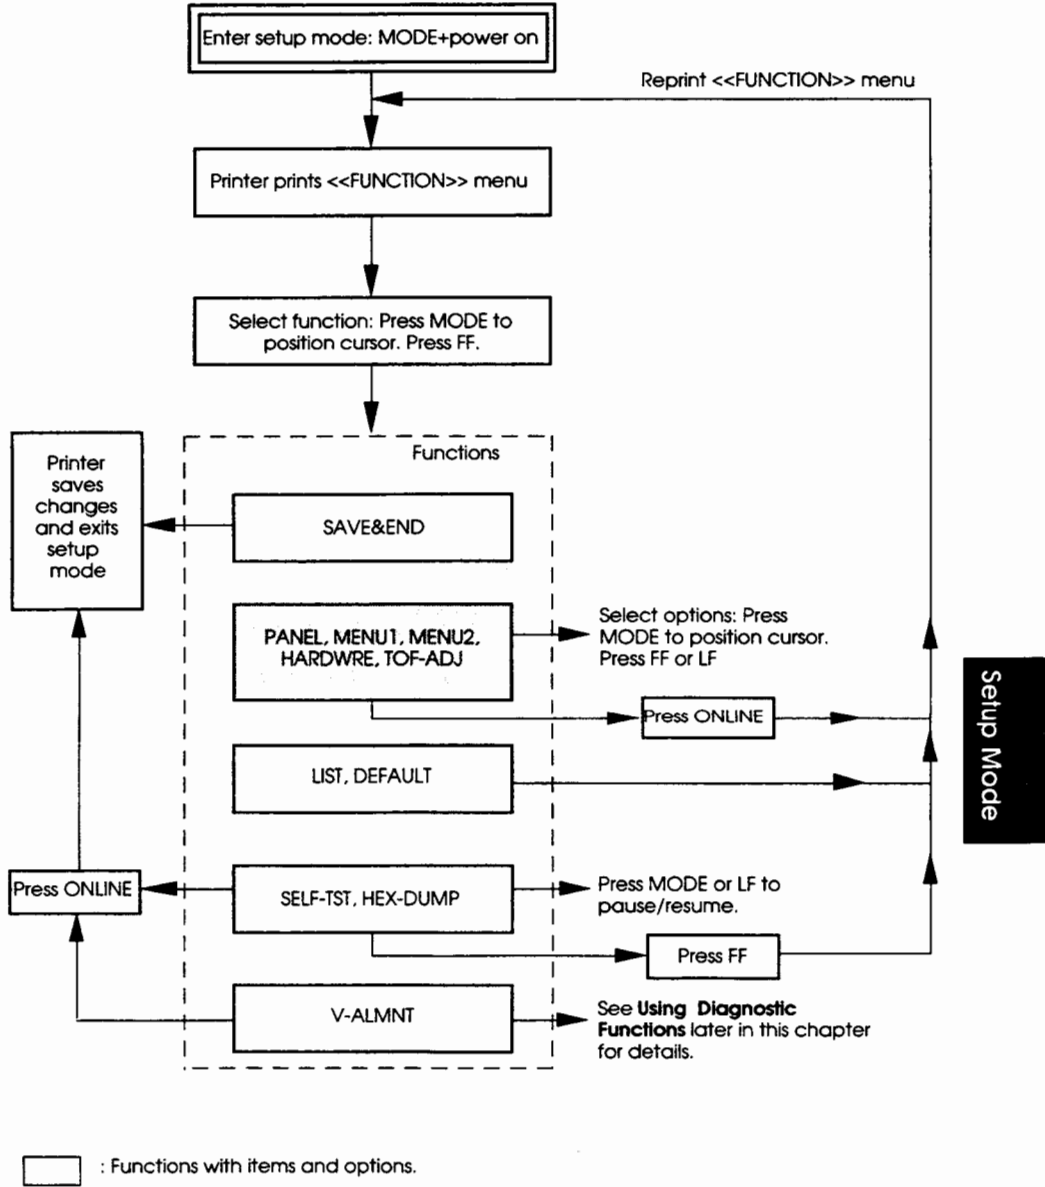 Enter setup mode: MODE+power on
Reprint <<FUNCTION>> menu
Printer prints <<FUNCTION>> menu
Select function: Press MODE to
position cursor. Press FF.
Functions
Printer
saves
changes
and exits
setup
mode
SAVE&END
PANEL, MENU1, MENU2,
HARDWRE, TOF-ADJ
Select options: Press
MODE to position cursor.
Press FF or LF
Press ONLINE
Setup Mode
LIST, DEFAULT
Press ONLINE
SELF-TST, HEX-DUMP
Press MODE or LF to
pause/resume.
Press FF
V-ALMNT
See Using Diagnostic
Functions later in this chapter
for details.
: Functions with items and options.